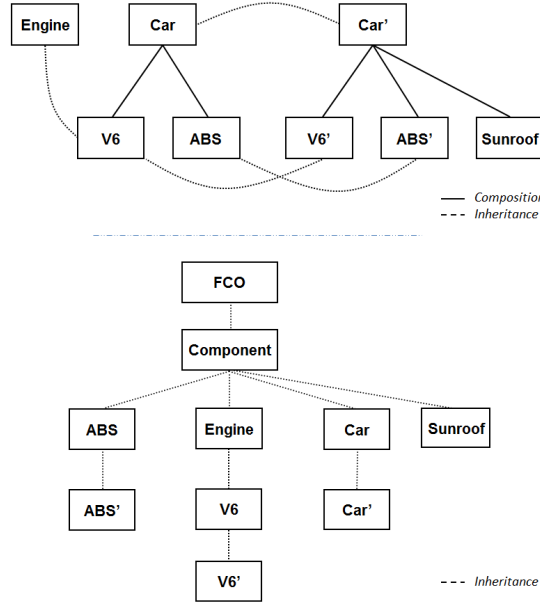 Engine Car Car’
V6 ABS V6’ ABS’ Sunroof
Composition
Inheritance
FCO
Component
ABS Engine Car Sunroof
ABS’ V6 Car’
V6’
Inheritance